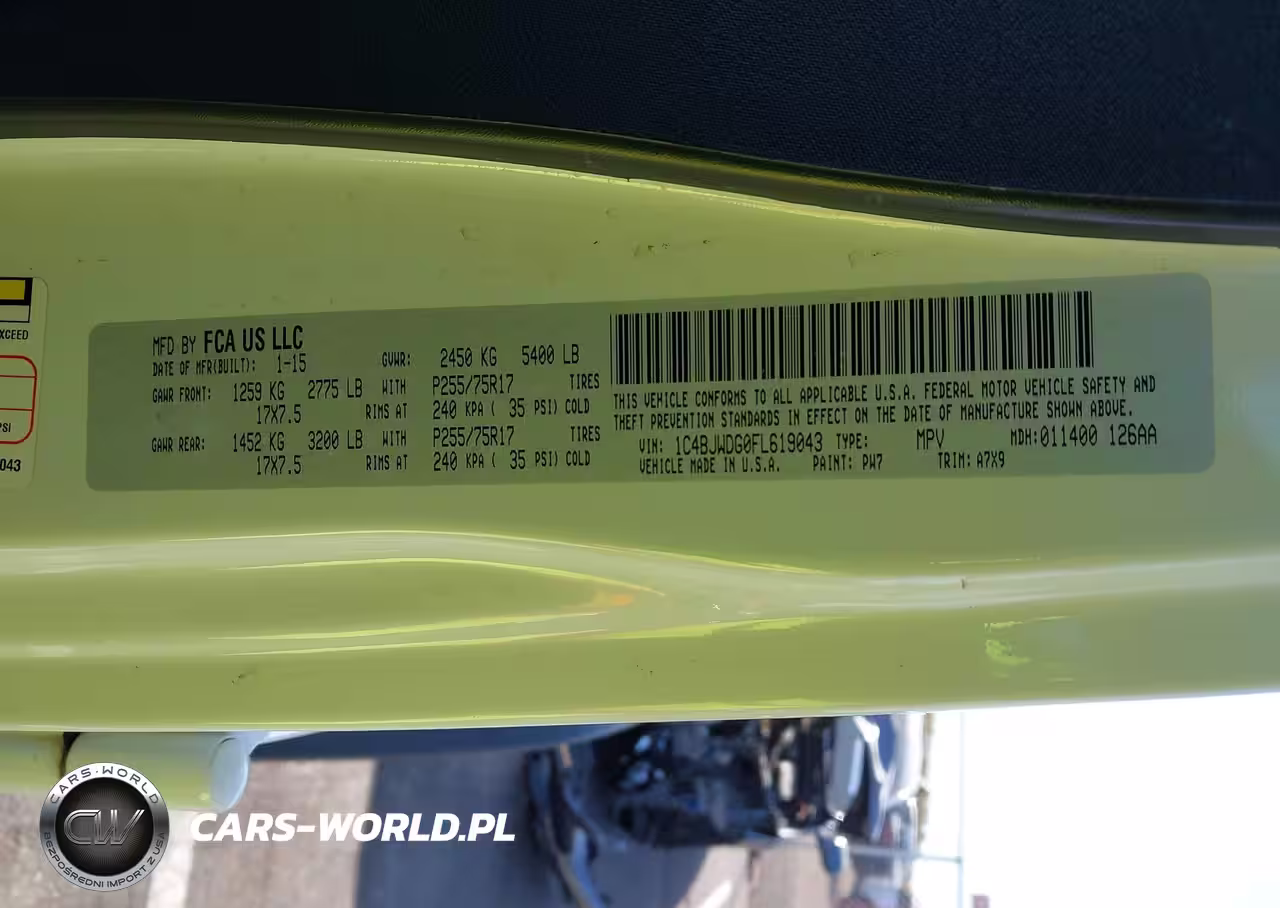 XCEED
PSI
043
MFD BY FCA US LLC
DATE OF MFR(BUILT): 1-15 GVWR: 2450 KG 5400 LB
GAWR FRONT: 1259 KG 2775 LB WITH P255/75R17 TIRES
17X7.5 RIMS AT 240 KPA ( 35 PSI) COLD
GAWR REAR: 1452 KG 3200 LB WITH P255/75R17 TIRES
17X7.5 RIMS AT 240 KPA ( 35 PSI) COLD
THIS VEHICLE CONFORMS TO ALL APPLICABLE U.S.A. FEDERAL MOTOR VEHICLE SAFETY AND
THEFT PREVENTION STANDARDS IN EFFECT ON THE DATE OF MANUFACTURE SHOWN ABOVE.
VIN: 1C4BJWDG0FL619043 TYPE: MPV MDH:011400 126AA
VEHICLE MADE IN U.S.A. PAINT: PW7 TRIM: A7X9
CARS-WORLD
CW
BEZPOŚREDNI IMPORT Z USA
CARS-WORLD.PL